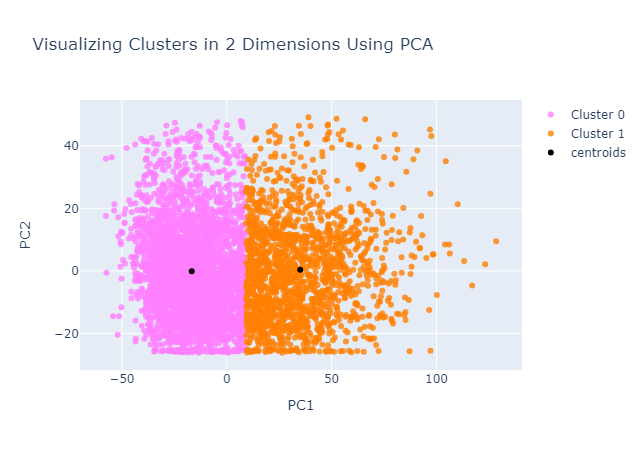 Visualizing Clusters in 2 Dimensions Using PCA
Cluster 0
Cluster 1
centroids
40
20
0
−20
PC2
−50
0
50
100
PC1